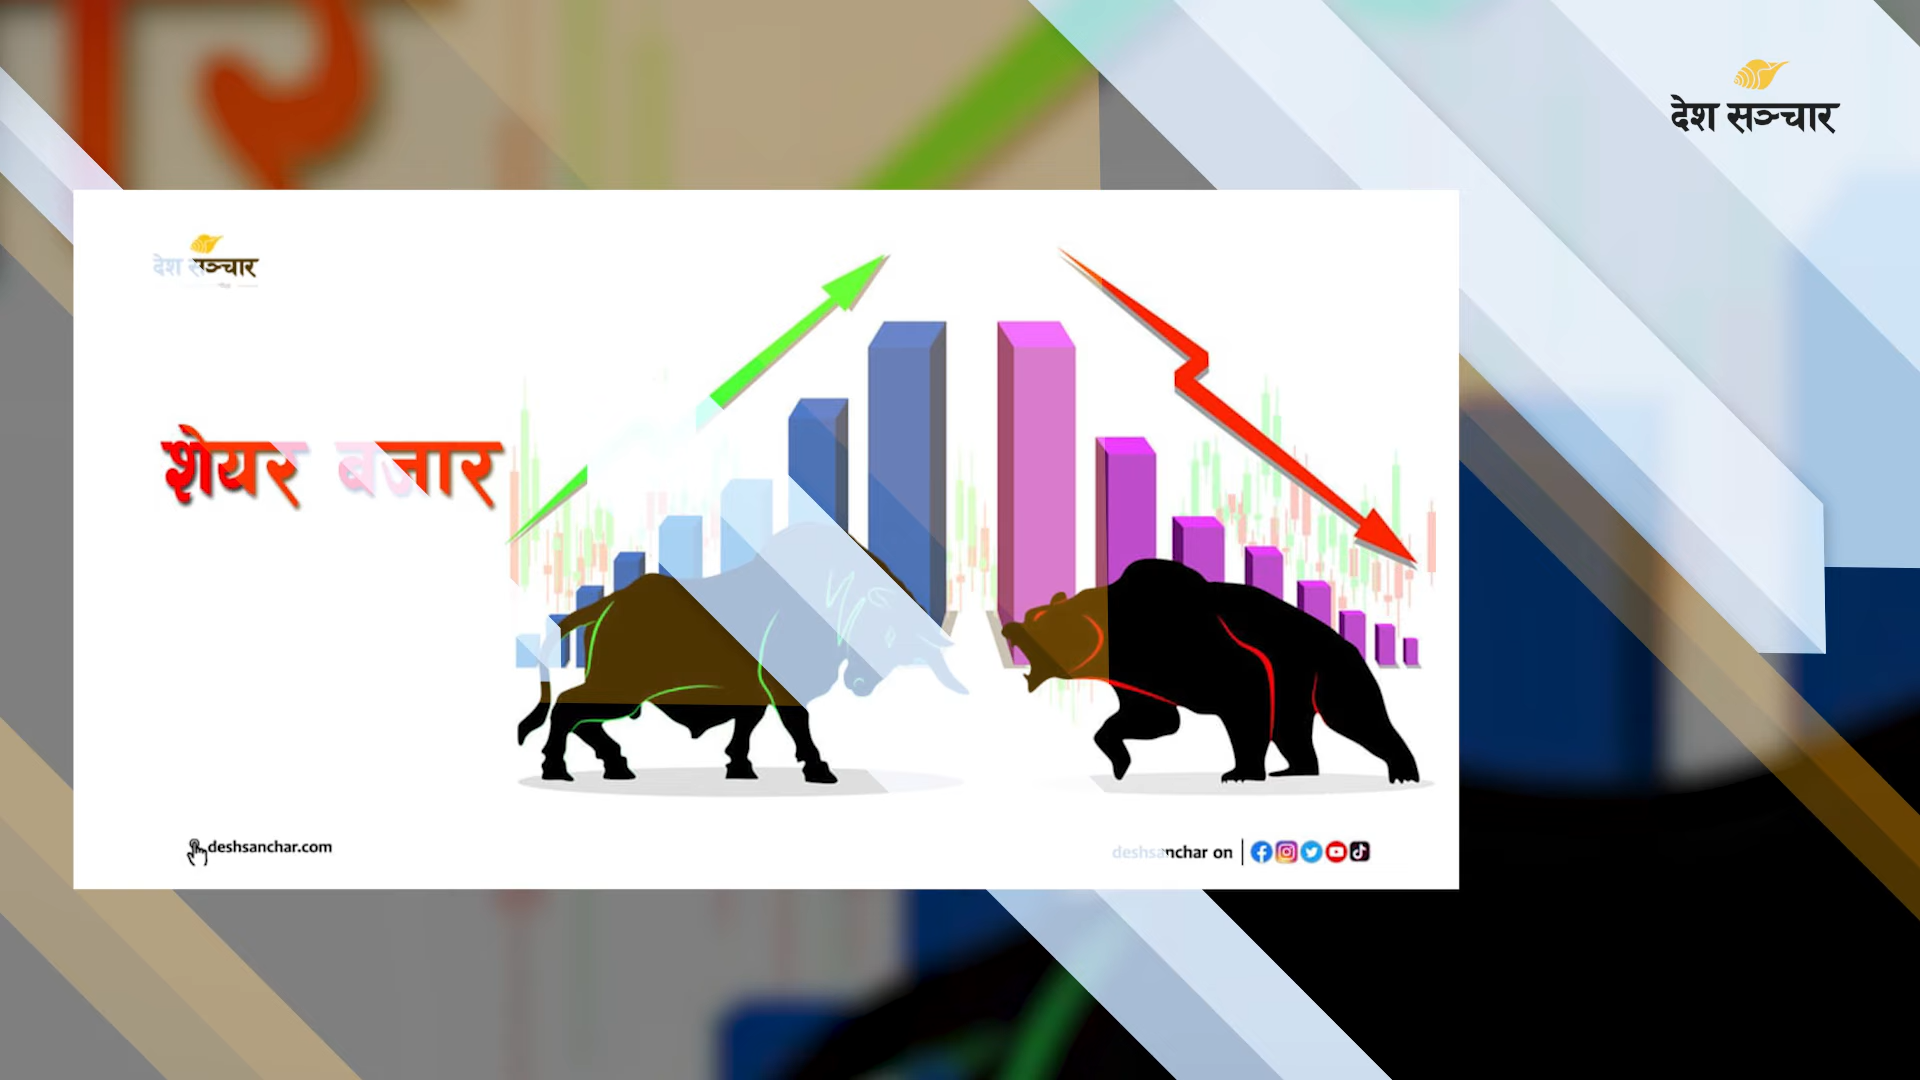 देश सञ्चार
देश सञ्चार
शेयर बजार
deshsanchar.com
deshsanchar on